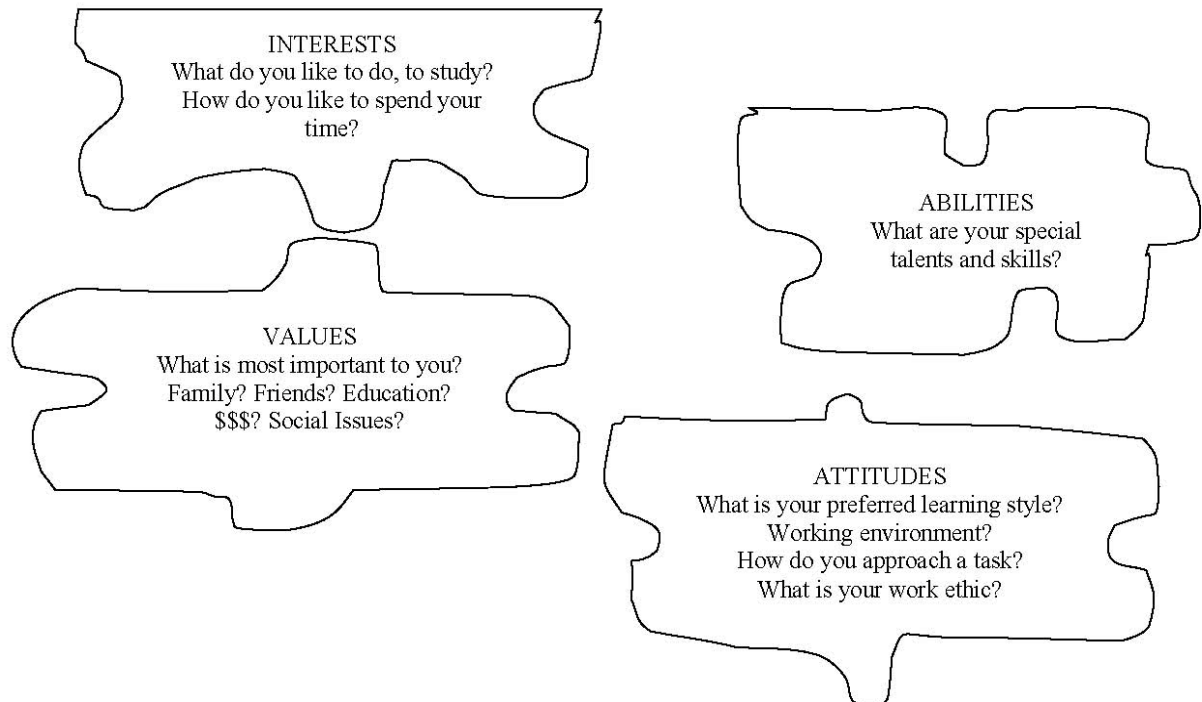 INTERESTS
What do you like to do, to study?
How do you like to spend your
time?
ABILITIES
What are your special
talents and skills?
VALUES
What is most important to you?
Family? Friends? Education?
$$$? Social Issues?
ATTITUDES
What is your preferred learning style?
Working environment?
How do you approach a task?
What is your work ethic?